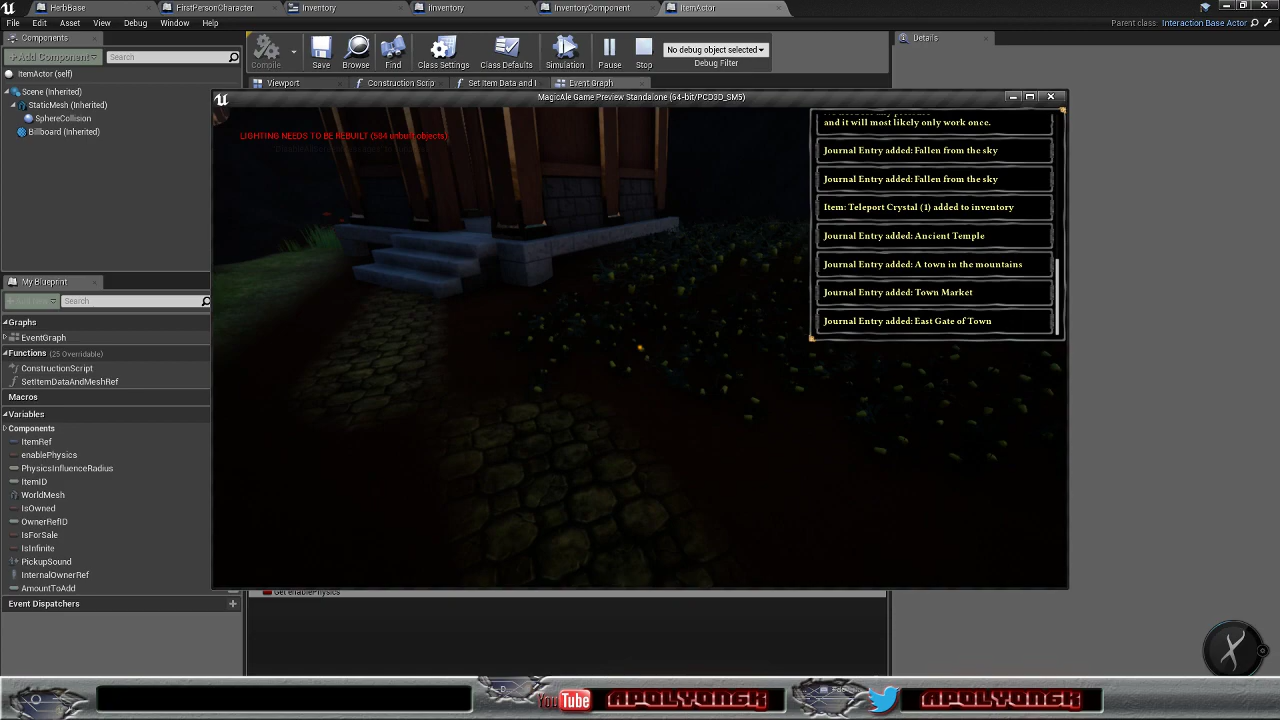 HerbBase
FirstPersonCharacter
Inventory
iInventory
InventoryComponent
ItemActor
File
Edit
Asset
View
Debug
Window
Help
Parent class: Interaction Base Actor
Components
+Add Component
Search
Compile
Save
Browse
Find
Class Settings
Class Defaults
Simulation
Pause
Stop
No debug object selected
Debug Filter
Details
ItemActor (self)
Scene (Inherited)
StaticMesh (Inherited)
SphereCollision
Billboard (Inherited)
Viewport
Construction Scrip
Set Item Data and I
Event Graph
MagicAle Game Preview Standalone (64-bit/PCD3D_SM5)
LIGHTING NEEDS TO BE REBUILT (584 unbuilt objects)
and it will most likely only work once.
Journal Entry added: Fallen from the sky
Journal Entry added: Fallen from the sky
Item: Teleport Crystal (1) added to inventory
Journal Entry added: Ancient Temple
Journal Entry added: A town in the mountains
Journal Entry added: Town Market
Journal Entry added: East Gate of Town
My Blueprint
Search
Graphs
EventGraph
Functions (25 Overridable)
ConstructionScript
SetItemDataAndMeshRef
Macros
Variables
Components
ItemRef
enablePhysics
PhysicsInfluenceRadius
ItemID
WorldMesh
IsOwned
OwnerRefID
IsForSale
IsInfinite
PickupSound
InternalOwnerRef
AmountToAdd
Event Dispatchers
Get enablePhysics
YouTube
APOLYON6K
APOLYON6K